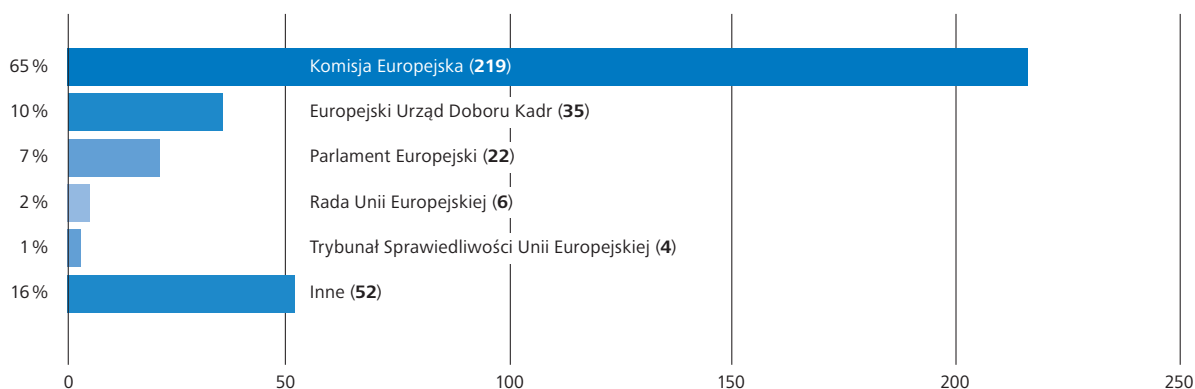 65 % Komisja Europejska (219)
10 % Europejski Urząd Doboru Kadr (35)
7 % Parlament Europejski (22)
2 % Rada Unii Europejskiej (6)
1 % Trybunał Sprawiedliwości Unii Europejskiej (4)
16 % Inne (52)
0 50 100 150 200 250